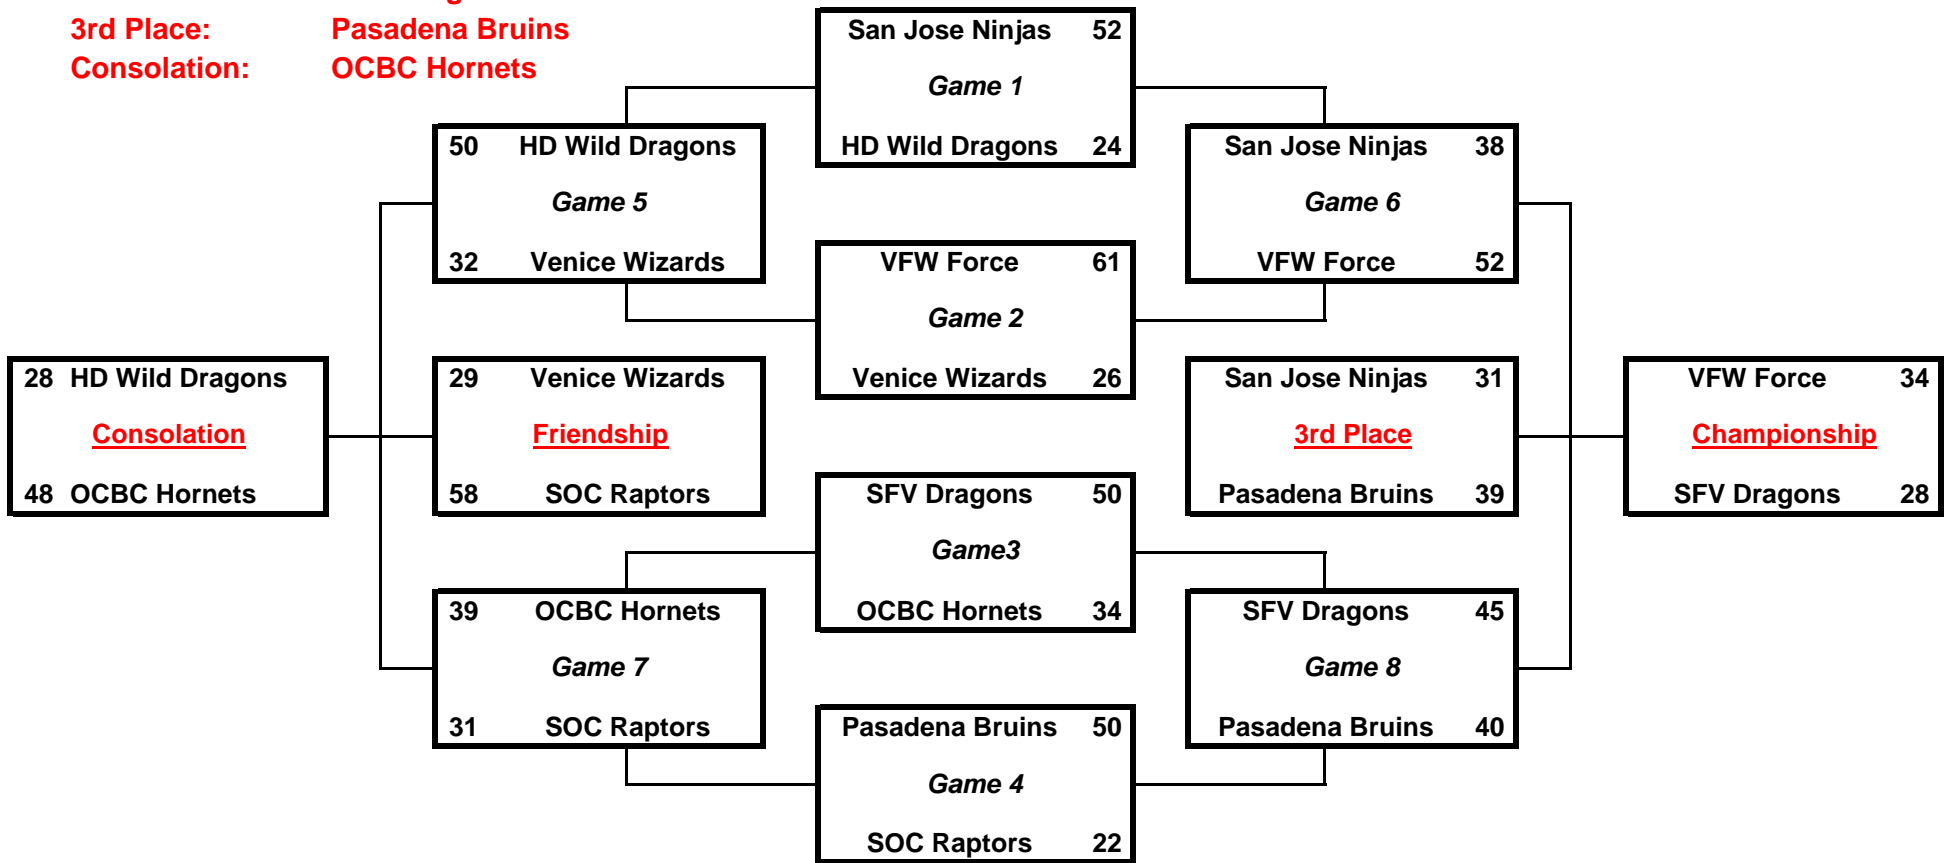 3rd Place: Pasadena Bruins
Consolation: OCBC Hornets
San Jose Ninjas 52
Game 1
HD Wild Dragons 24
50 HD Wild Dragons
Game 5
32 Venice Wizards
San Jose Ninjas 38
Game 6
VFW Force 52
VFW Force 61
Game 2
Venice Wizards 26
28 HD Wild Dragons
Consolation
48 OCBC Hornets
29 Venice Wizards
Friendship
58 SOC Raptors
San Jose Ninjas 31
3rd Place
Pasadena Bruins 39
VFW Force 34
Championship
SFV Dragons 28
SFV Dragons 50
Game3
OCBC Hornets 34
39 OCBC Hornets
Game 7
31 SOC Raptors
SFV Dragons 45
Game 8
Pasadena Bruins 40
Pasadena Bruins 50
Game 4
SOC Raptors 22